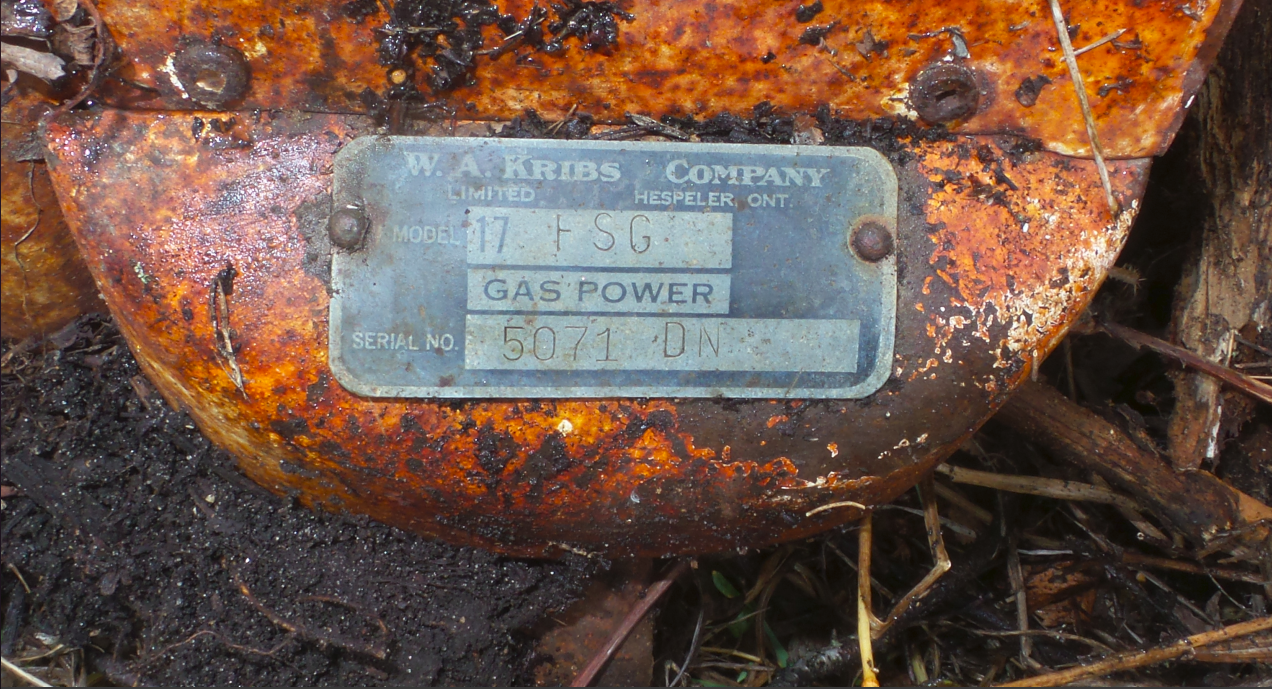 W. A. KRIBS COMPANY
LIMITED HESPELER, ONT.
MODEL 17 FSG
GAS POWER
SERIAL NO. 5071 DN